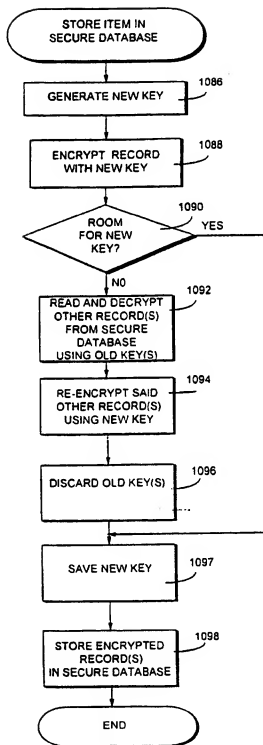 STORE ITEM IN
SECURE DATABASE
1086
GENERATE NEW KEY
1088
ENCRYPT RECORD
WITH NEW KEY
1090
ROOM
FOR NEW
KEY?
YES
NO
1092
READ AND DECRYPT
OTHER RECORD(S)
FROM SECURE
DATABASE
USING OLD KEY(S)
1094
RE-ENCRYPT SAID
OTHER RECORD(S)
USING NEW KEY
1096
DISCARD OLD KEY(S)
SAVE NEW KEY
1097
1098
STORE ENCRYPTED
RECORD(S)
IN SECURE DATABASE
END